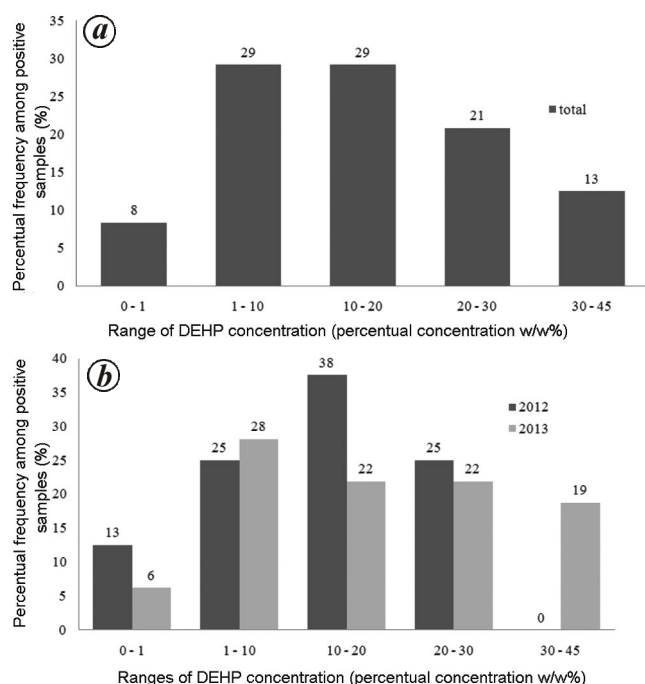 a
Percentual frequency among positive
samples (%)
35
30
25
20
15
10
5
0
8
29
29
21
13
total
0 - 1
1 - 10
10 - 20
20 - 30
30 - 45
Range of DEHP concentration (percentual concentration w/w%)
b
Percentual frequency among positive
samples (%)
40
35
30
25
20
15
10
5
0
13
6
25
28
38
22
25
22
0
19
2012
2013
0 - 1
1 - 10
10 - 20
20 - 30
30 - 45
Ranges of DEHP concentration (percentual concentration w/w%)